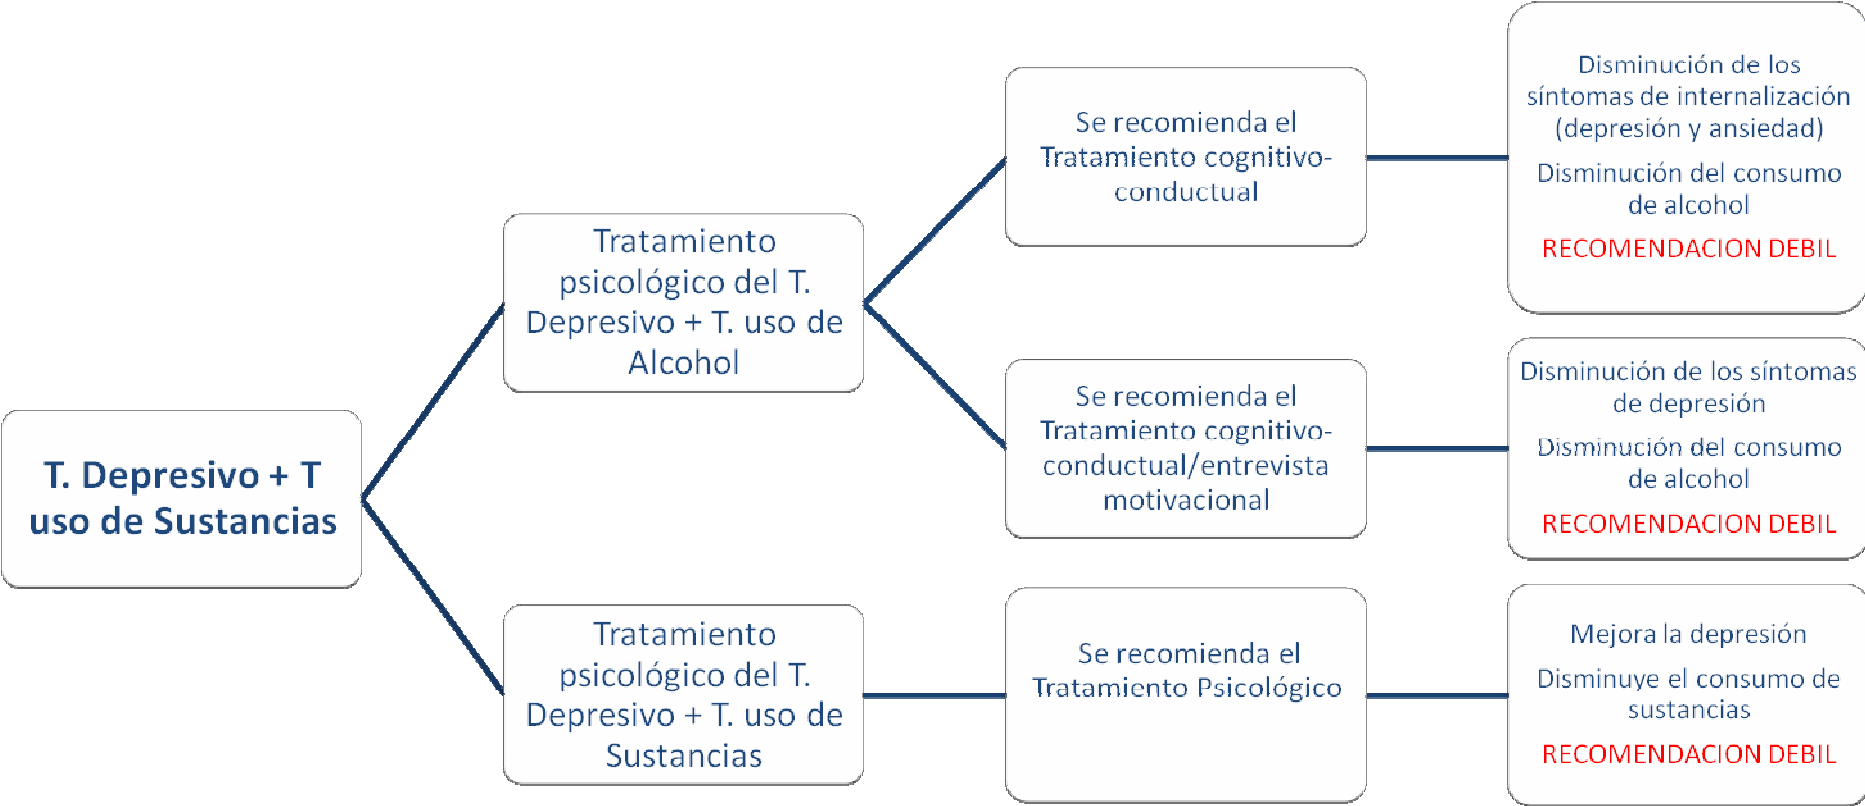 T. Depresivo + T
uso de Sustancias
Tratamiento
psicológico del T.
Depresivo + T. uso de
Alcohol
Se recomienda el
Tratamiento cognitivo-
conductual
Disminución de los
síntomas de internalización
(depresión y ansiedad)
Disminución del consumo
de alcohol
RECOMENDACION DEBIL
Se recomienda el
Tratamiento cognitivo-
conductual/entrevista
motivacional
Disminución de los síntomas
de depresión
Disminución del consumo
de alcohol
RECOMENDACION DEBIL
Tratamiento
psicológico del T.
Depresivo + T. uso de
Sustancias
Se recomienda el
Tratamiento Psicológico
Mejora la depresión
Disminuye el consumo de
sustancias
RECOMENDACION DEBIL